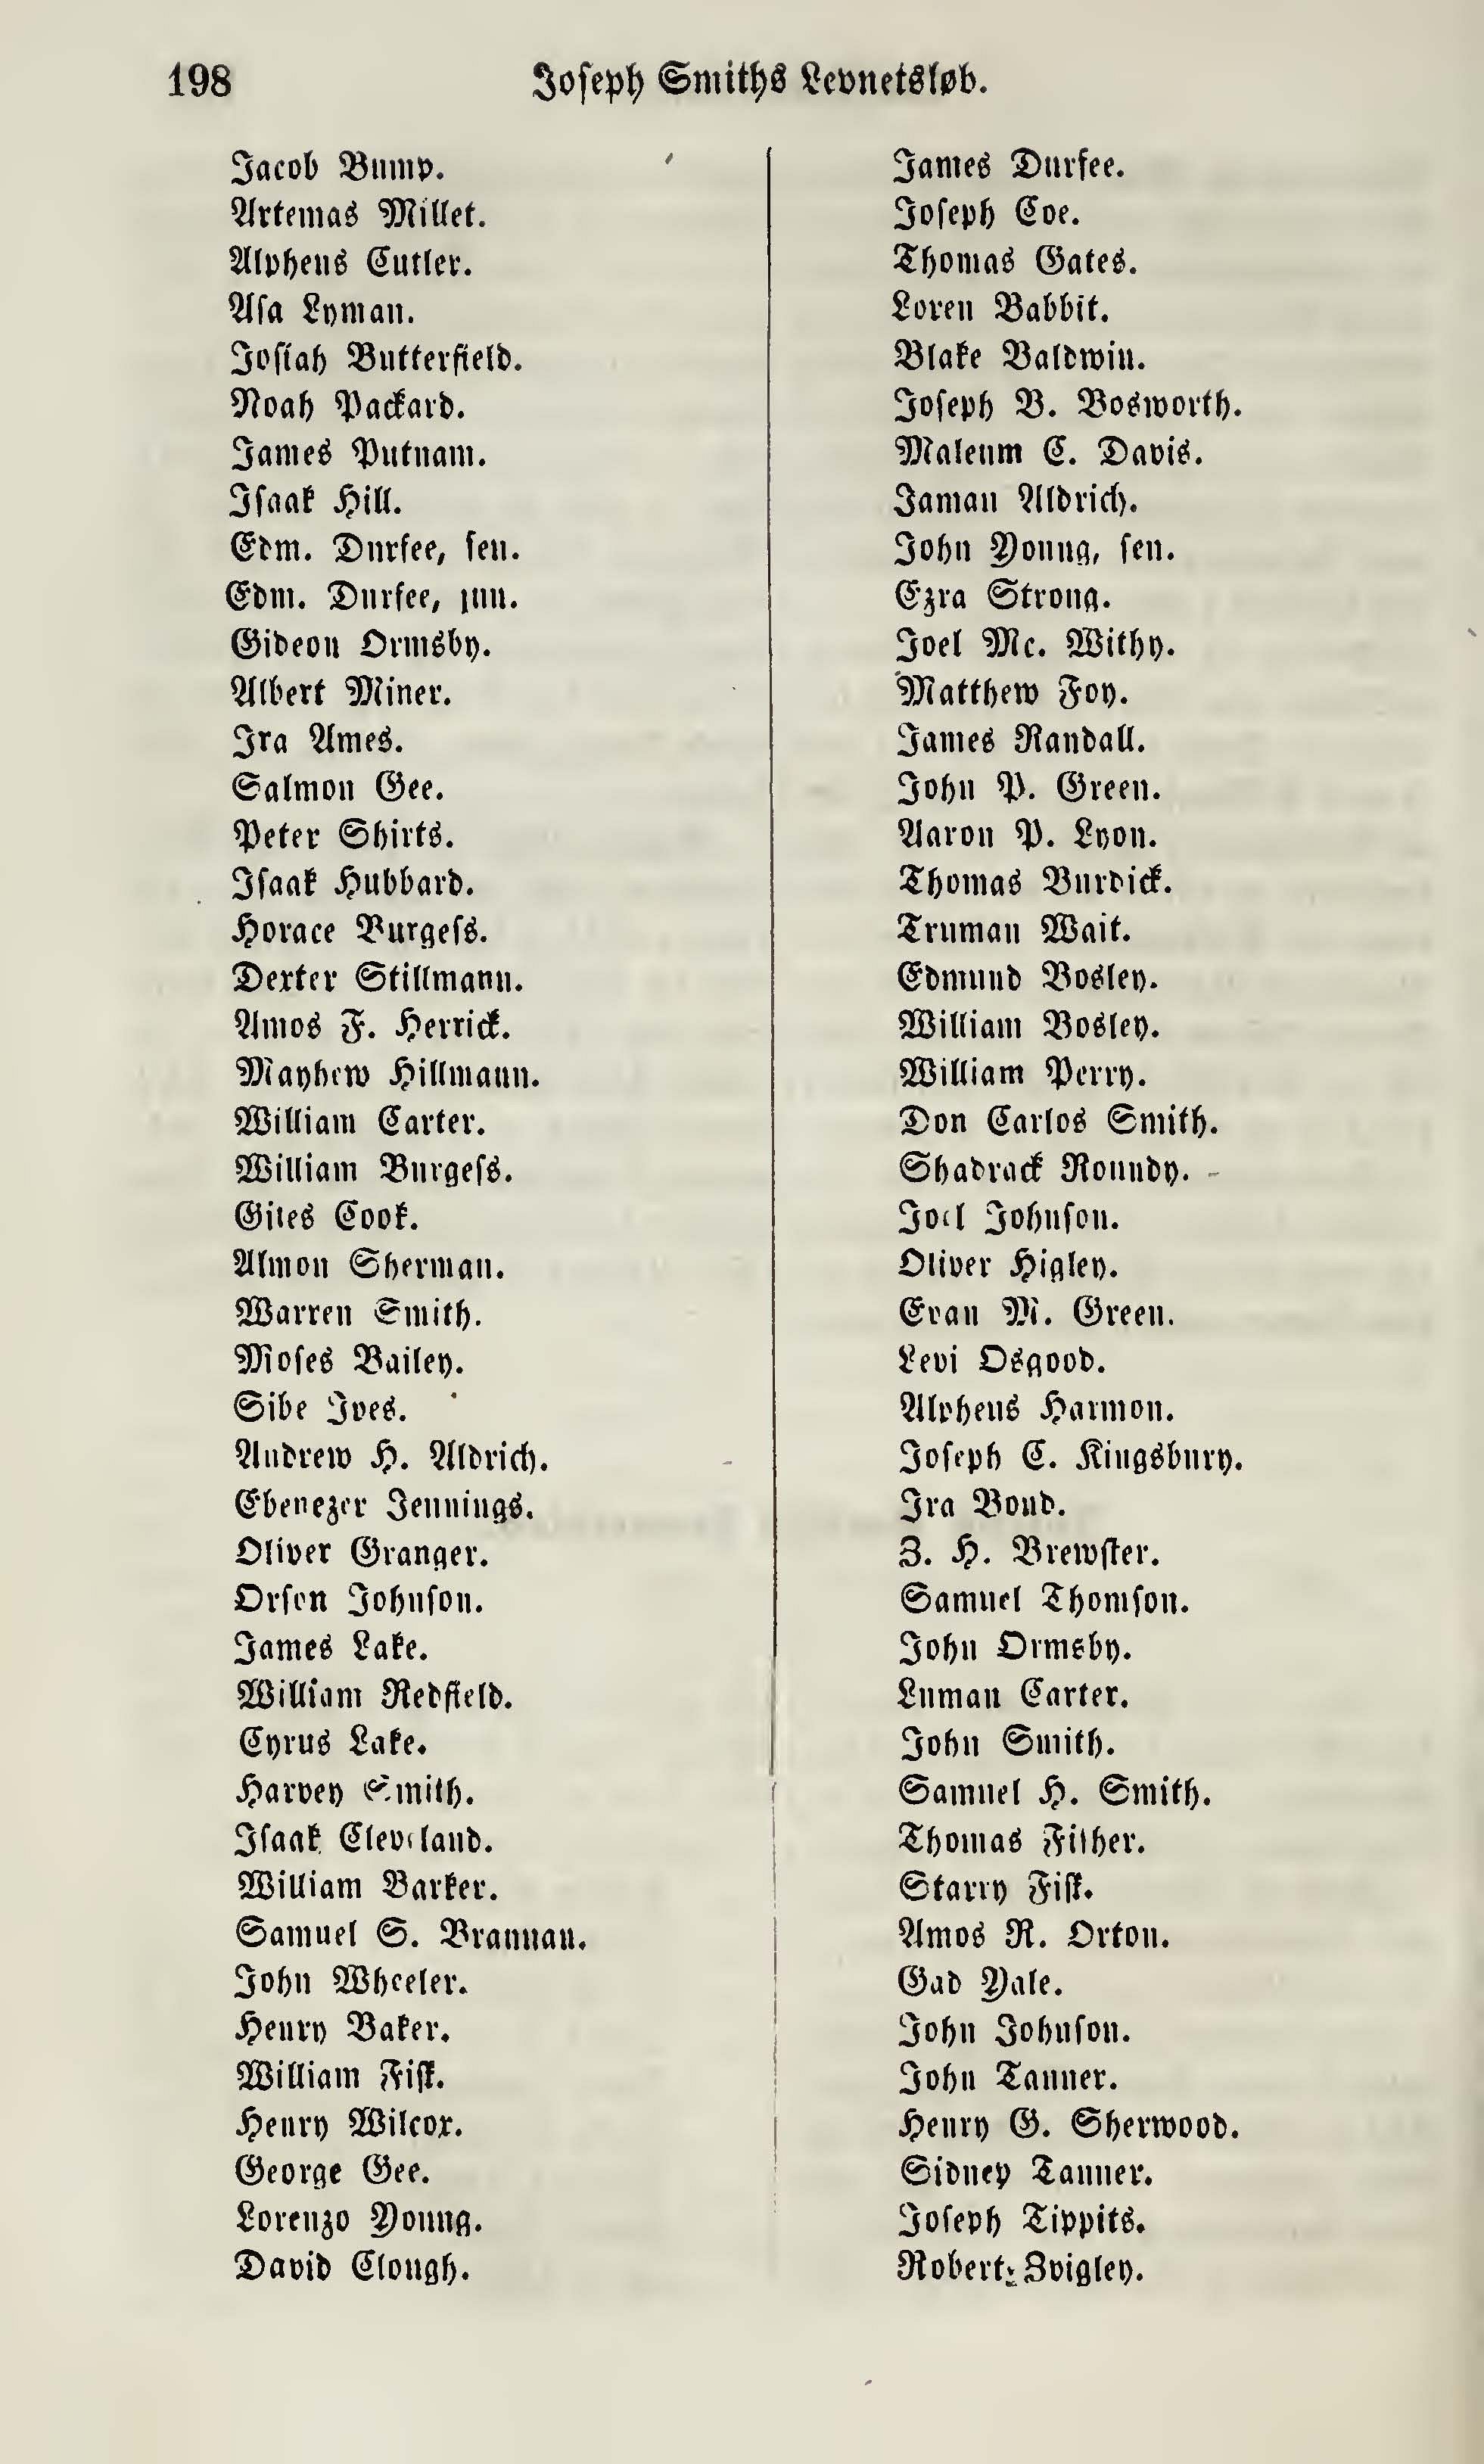 198
Joseph Smiths Levnetsløb.
Jacob Bump.
Artemas Millet.
Alpheus Cutler.
Asa Lyman.
Josiah Butterfield.
Noah Packard.
James Putnam.
Isaak Hill.
Edm. Durfee, sen.
Edm. Durfee, jun.
Gideon Ormsby.
Albert Miner.
Ira Ames.
Salmon Gee.
Peter Shirts.
Isaak Hubbard.
Horace Burgess.
Dexter Stillmann.
Amos F. Herrick.
Mayhew Hillmann.
William Carter.
William Burgess.
Giles Cook.
Almon Sherman.
Warren Smith.
Moses Bailey.
Sibe Ives.
Andrew H. Aldrich.
Ebenezer Jennings.
Oliver Granger.
Orson Johnson.
James Lake.
William Redfield.
Cyrus Lake.
Harvey Smith.
Isaak Cleveland.
William Barker.
Samuel S. Brannan.
John Wheeler.
Henry Baker.
William Fisk.
Henry Wilcox.
George Gee.
Lorenzo Young.
David Clough.
James Durfee.
Joseph Coe.
Thomas Gates.
Loren Babbit.
Blake Baldwin.
Joseph B. Bosworth.
Maleum C. Davis.
Jaman Aldrich.
John Young, sen.
Ezra Strong.
Joel Mc. Withy.
Matthew Foy.
James Randall.
John P. Green.
Aaron P. Lyon.
Thomas Burdick.
Truman Wait.
Edmund Bosley.
William Bosley.
William Perry.
Don Carlos Smith.
Shadrack Roundy.
Joel Johnson.
Oliver Higley.
Evan M. Green.
Levi Osgood.
Alpheus Harmon.
Joseph C. Kingsbury.
Ira Bond.
Z. H. Brewster.
Samuel Thomson.
John Ormsby.
Luman Carter.
John Smith.
Samuel H. Smith.
Thomas Fisher.
Starry Fisk.
Amos R. Orton.
Gad Yale.
John Johnson.
John Tanner.
Henry G. Sherwood.
Sidney Tanner.
Joseph Tippits.
Robert Zvigley.